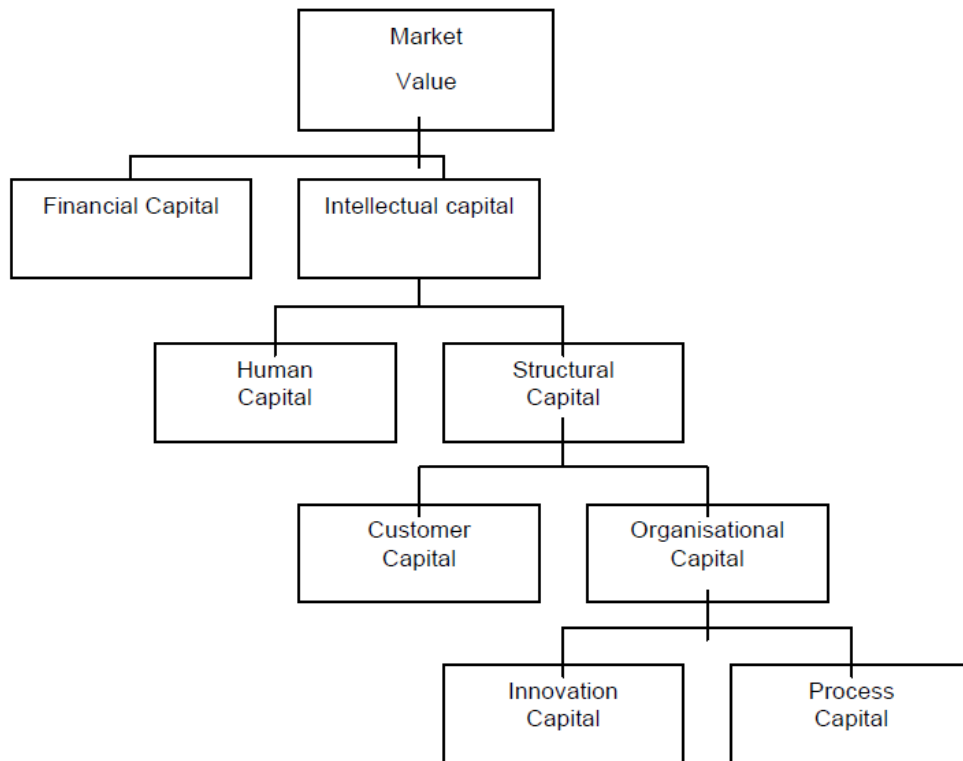 Market
Value
Financial Capital
Intellectual capital
Human
Capital
Structural
Capital
Customer
Capital
Organisational
Capital
Innovation
Capital
Process
Capital